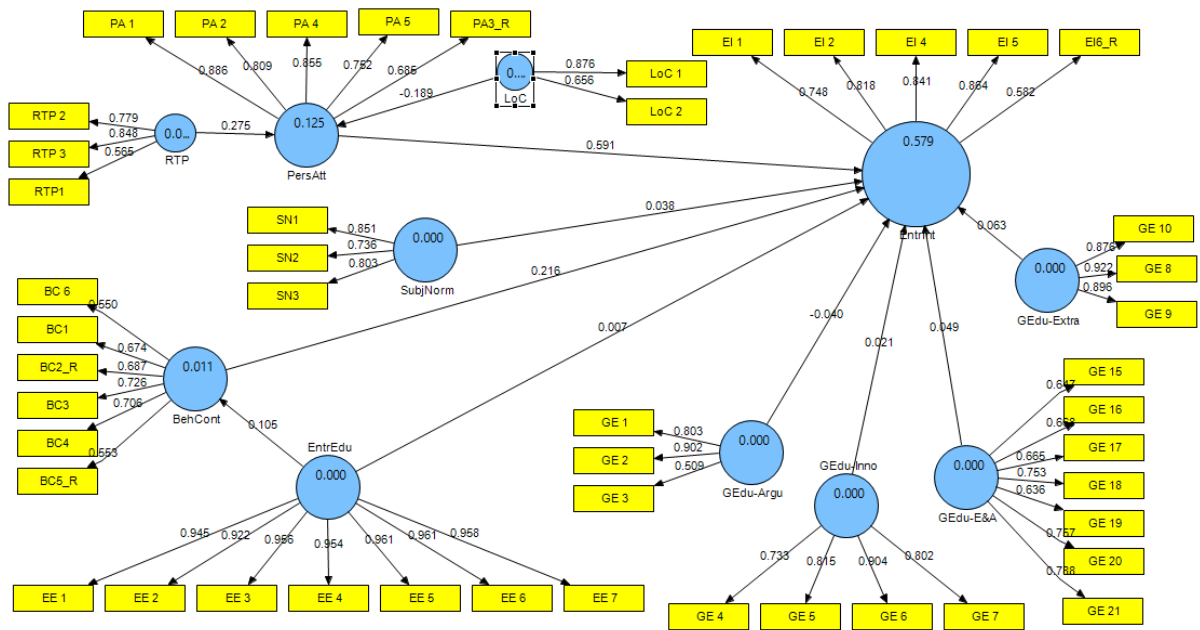 PA 1
PA 2
PA 4
PA 5
PA3_R
EI 1
EI 2
EI 4
EI 5
EI6_R
0.886
0.809
0.855
0.752
0.685
0.748
0.818
0.841
0.864
0.582
0....
LoC
0.876
0.656
LoC 1
LoC 2
-0.189
RTP 2
RTP 3
RTP1
0.779
0.848
0.565
0.0...
RTP
0.275
0.125
PersAtt
0.591
0.579
EntrInt
SN1
SN2
SN3
0.851
0.736
0.803
0.000
SubjNorm
0.038
0.216
0.007
0.063
0.000
GEdu-Extra
0.876
0.922
0.896
GE 10
GE 8
GE 9
BC 6
BC1
BC2_R
BC3
BC4
BC5_R
0.550
0.674
0.687
0.726
0.706
0.553
0.011
BehCont
0.105
EntrEdu
0.000
-0.040
0.021
0.049
GE 1
GE 2
GE 3
0.803
0.902
0.509
0.000
GEdu-Argu
GEdu-Inno
0.000
0.000
GEdu-E&A
0.647
0.668
0.665
0.753
0.636
0.757
GE 15
GE 16
GE 17
GE 18
GE 19
GE 20
GE 21
0.945
0.922
0.956
0.954
0.961
0.961
0.958
EE 1
EE 2
EE 3
EE 4
EE 5
EE 6
EE 7
0.733
0.815
0.904
0.802
GE 4
GE 5
GE 6
GE 7